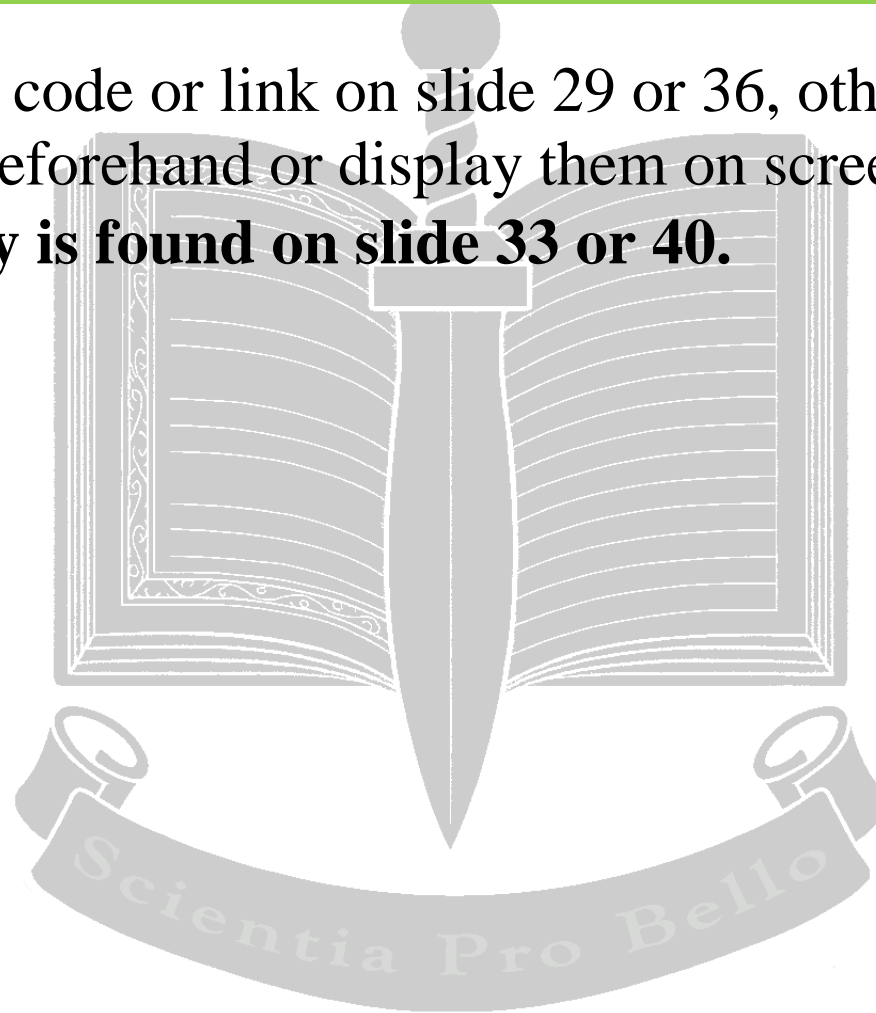 code or link on slide 29 or 36, oth
eforehand or display them on scree
y is found on slide 33 or 40.
Scientia Pro Bello